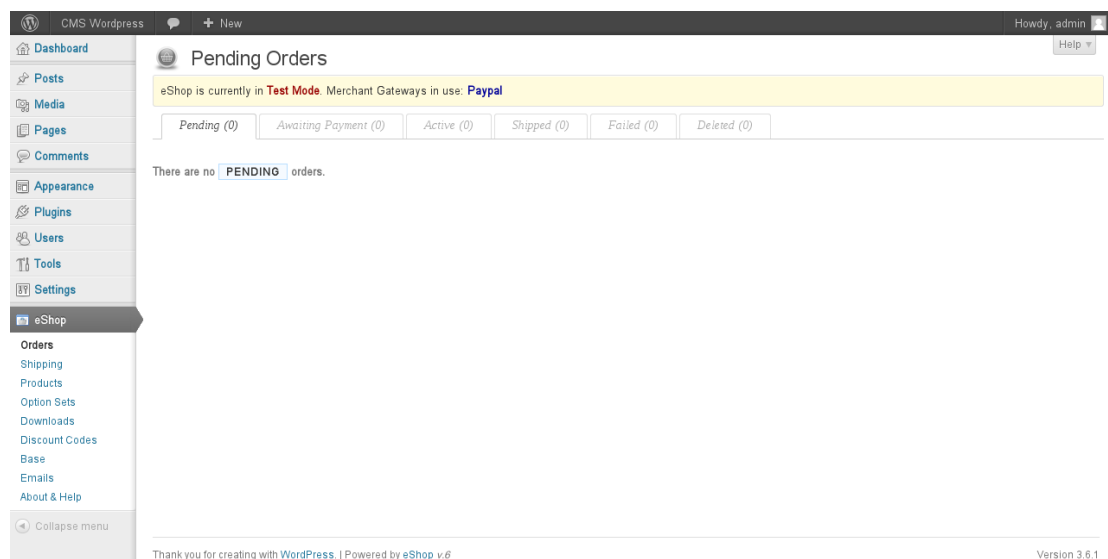 CMS Wordpress + New Howdy, admin
Help
Dashboard
Posts
Media
Pages
Comments
Appearance
Plugins
Users
Tools
Settings
eShop
Orders
Shipping
Products
Option Sets
Downloads
Discount Codes
Base
Emails
About & Help
Collapse menu
Pending Orders
eShop is currently in Test Mode. Merchant Gateways in use: Paypal
Pending (0) Awaiting Payment (0) Active (0) Shipped (0) Failed (0) Deleted (0)
There are no PENDING orders.
Thank you for creating with WordPress. | Powered by eShop v.6 Version 3.6.1